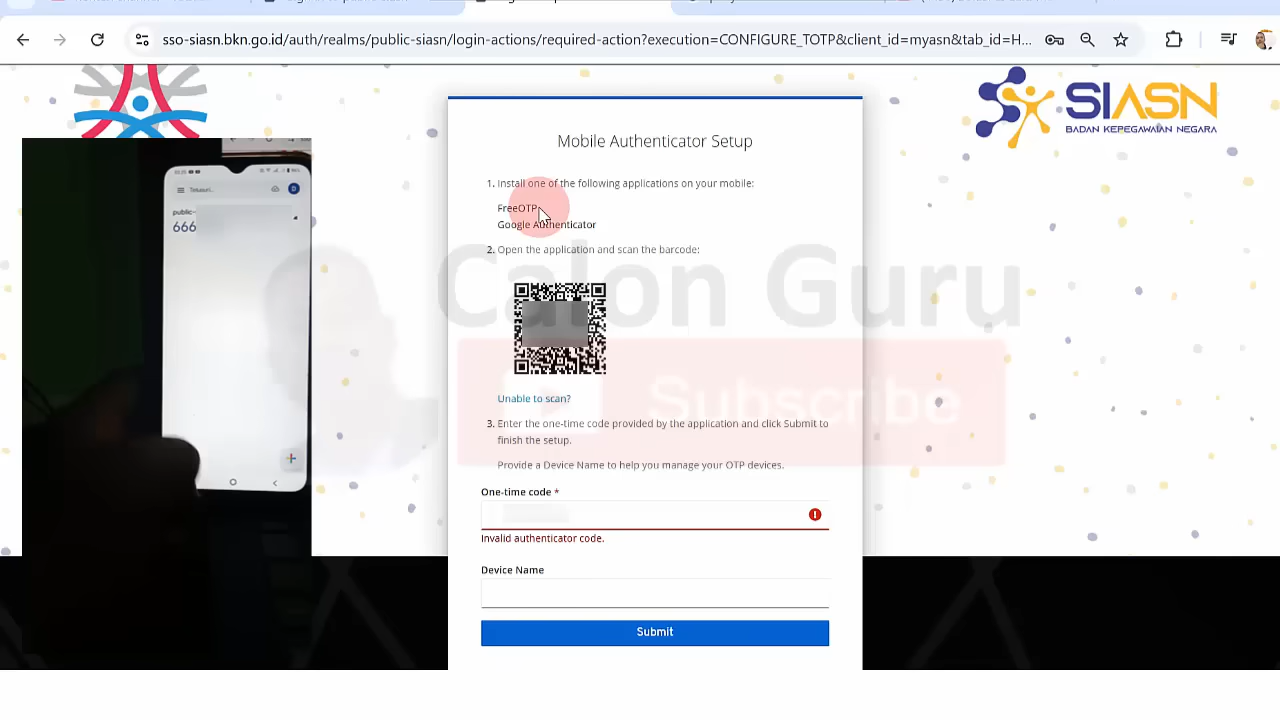 sso-siasn.bkn.go.id/auth/realms/public-siasn/login-actions/required-action?execution=CONFIGURE_TOTP&client_id=myasn&tab_id=H...
SIASN
BADAN KEPEGAWAIAN NEGARA
Mobile Authenticator Setup
1. Install one of the following applications on your mobile:
FreeOTP
Google Authenticator
2. Open the application and scan the barcode:
Unable to scan?
3. Enter the one-time code provided by the application and click Submit to
finish the setup.
Provide a Device Name to help you manage your OTP devices.
One-time code *
Invalid authenticator code.
Device Name
Submit
Telusuri...
public-
666
Calon Guru
Subscribe